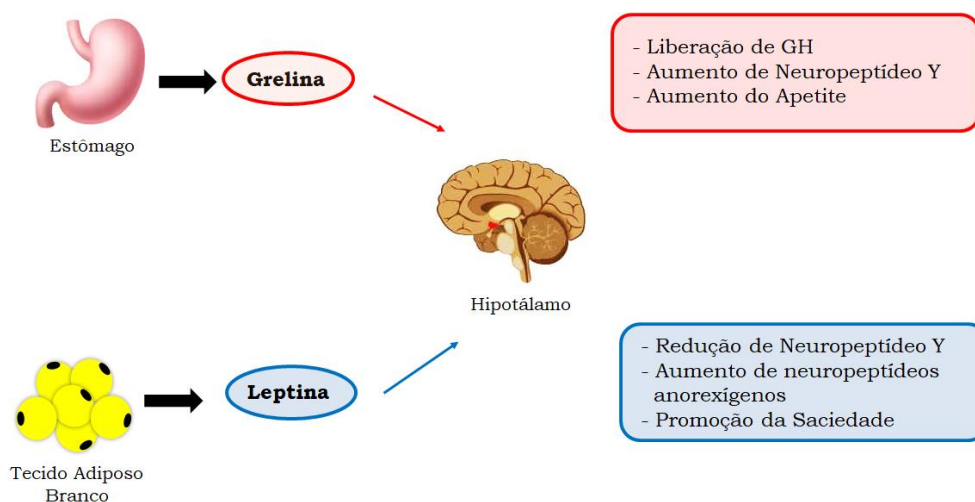 Estômago
Grelina
- Liberação de GH
- Aumento de Neuropeptídeo Y
- Aumento do Apetite
Hipotálamo
Tecido Adiposo
Branco
Leptina
- Redução de Neuropeptídeo Y
- Aumento de neuropeptídeos
anorexígenos
- Promoção da Saciedade